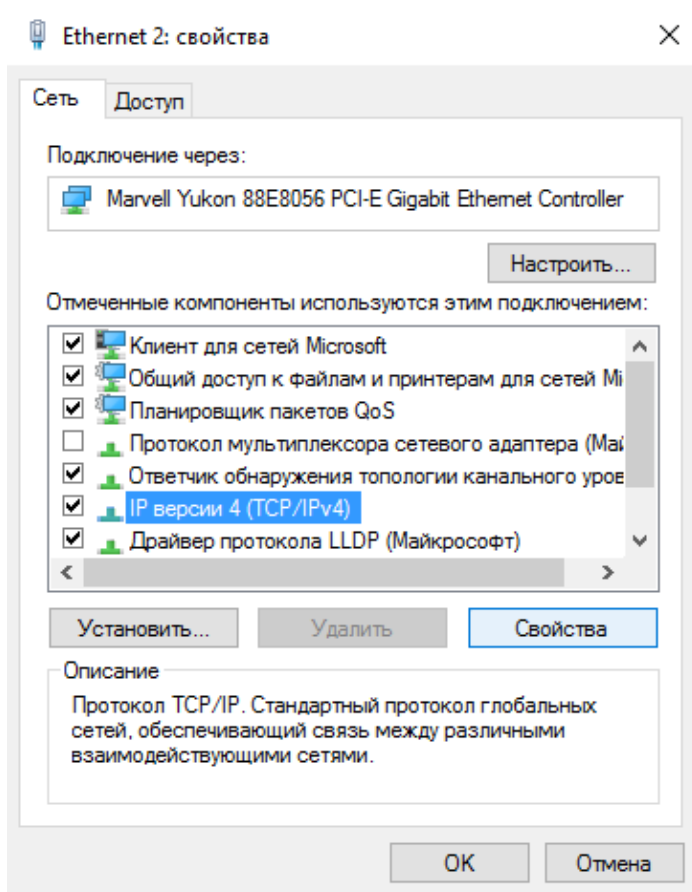 Ethernet 2: свойства
Сеть
Доступ
Подключение через:
Marvell Yukon 88E8056 PCI-E Gigabit Ethernet Controller
Настроить...
Отмеченные компоненты используются этим подключением:
Клиент для сетей Microsoft
Общий доступ к файлам и принтерам для сетей Mi
Планировщик пакетов QoS
Протокол мультиплексора сетевого адаптера (Май
Ответчик обнаружения топологии канального уров
IP версии 4 (TCP/IPv4)
Драйвер протокола LLDP (Майкрософт)
Установить...
Удалить
Свойства
Описание
Протокол TCP/IP. Стандартный протокол глобальных
сетей, обеспечивающий связь между различными
взаимодействующими сетями.
OK
Отмена